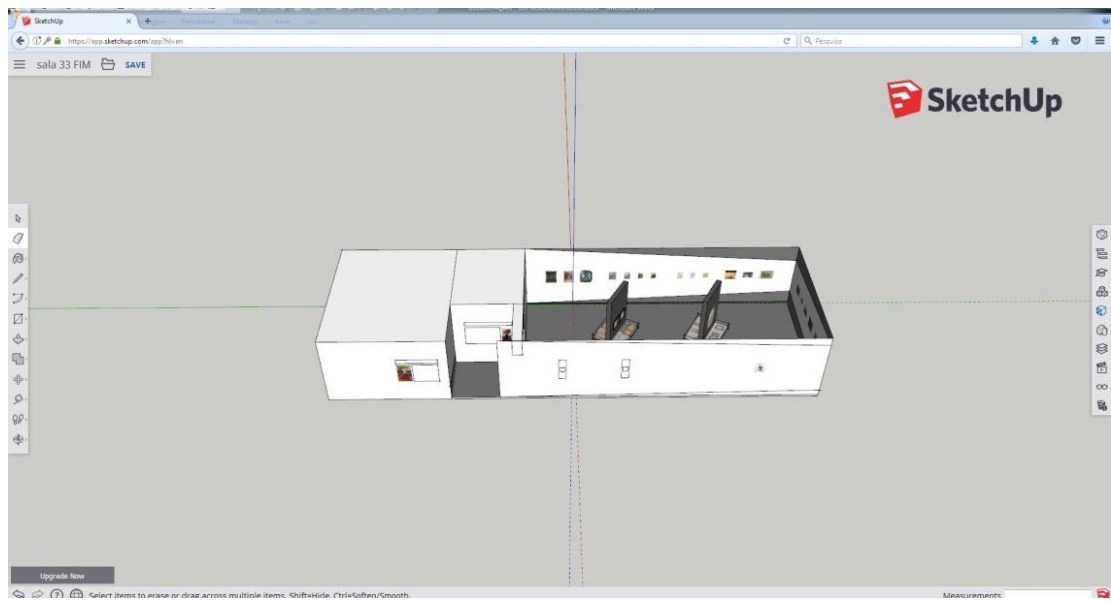 SketchUp
https://app.sketchup.com/app?hl=en
Pesquisa
sala 33 FIM
SAVE
SketchUp
Upgrade Now
Select items to erase or drag across multiple items. Shift=Hide, Ctrl=Soften/Smooth.
Measurements